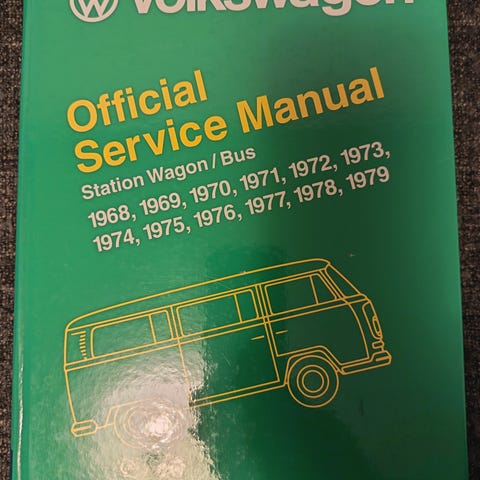 Volkswagen
Official
Service Manual
Station Wagon/Bus
1968, 1969, 1970, 1971, 1972, 1973,
1974, 1975, 1976, 1977, 1978, 1979